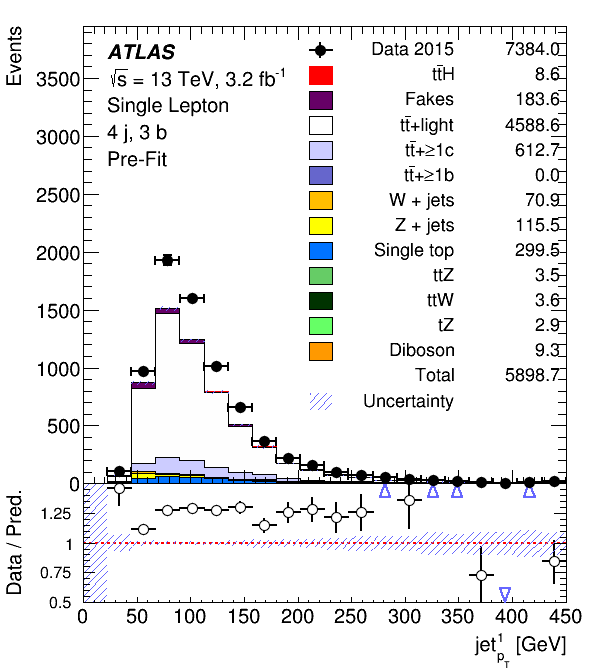 Events
ATLAS
√s = 13 TeV, 3.2 fb⁻¹
Single Lepton
4 j, 3 b
Pre-Fit
Data 2015 7384.0
tt̄H 8.6
Fakes 183.6
tt̄+light 4588.6
tt̄+≥1c 612.7
tt̄+≥1b 0.0
W + jets 70.9
Z + jets 115.5
Single top 299.5
ttZ 3.5
ttW 3.6
tZ 2.9
Diboson 9.3
Total 5898.7
Uncertainty
3500
3000
2500
2000
1500
1000
500
0
Data / Pred.
1.25
1
0.75
0.5
0 50 100 150 200 250 300 350 400 450
jet¹_pT [GeV]